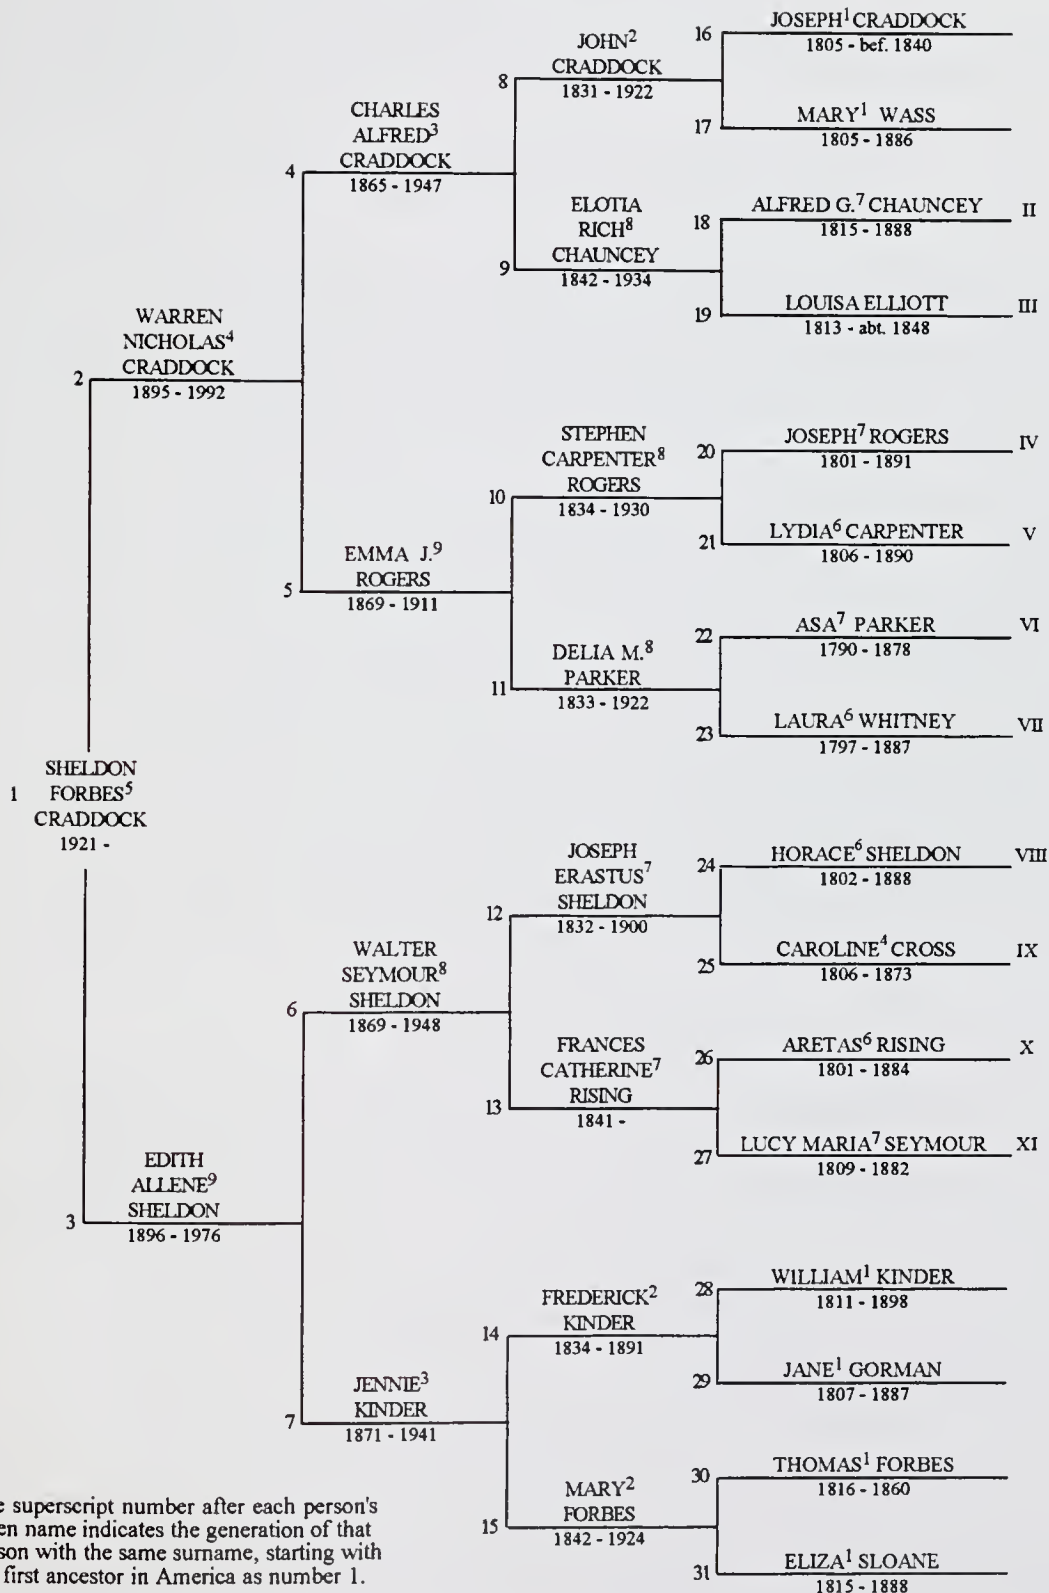 JOSEPH¹ CRADDOCK
16
1805 - bef. 1840
JOHN²
CRADDOCK
8
1831 - 1922
MARY¹ WASS
17
1805 - 1886
CHARLES
ALFRED³
CRADDOCK
4
1865 - 1947
ELOTIA
RICH⁸
CHAUNCEY
9
1842 - 1934
ALFRED G.⁷ CHAUNCEY II
18
1815 - 1888
LOUISA ELLIOTT III
19
1813 - abt. 1848
WARREN
NICHOLAS⁴
CRADDOCK
2
1895 - 1992
STEPHEN
CARPENTER⁸
ROGERS
10
1834 - 1930
JOSEPH⁷ ROGERS IV
20
1801 - 1891
LYDIA⁶ CARPENTER V
21
1806 - 1890
EMMA J.⁹
ROGERS
5
1869 - 1911
DELIA M.⁸
PARKER
11
1833 - 1922
ASA⁷ PARKER VI
22
1790 - 1878
LAURA⁶ WHITNEY VII
23
1797 - 1887
SHELDON
1 FORBES⁵
CRADDOCK
1921 -
JOSEPH
ERASTUS⁷
SHELDON
12
1832 - 1900
HORACE⁶ SHELDON VIII
24
1802 - 1888
CAROLINE⁴ CROSS IX
25
1806 - 1873
WALTER
SEYMOUR⁸
SHELDON
6
1869 - 1948
FRANCES
CATHERINE⁷
RISING
13
1841 -
ARETAS⁶ RISING X
26
1801 - 1884
LUCY MARIA⁷ SEYMOUR XI
27
1809 - 1882
EDITH
ALLENE⁹
SHELDON
3
1896 - 1976
FREDERICK²
KINDER
14
1834 - 1891
WILLIAM¹ KINDER
28
1811 - 1898
JANE¹ GORMAN
29
1807 - 1887
JENNIE³
KINDER
7
1871 - 1941
MARY²
FORBES
15
1842 - 1924
THOMAS¹ FORBES
30
1816 - 1860
ELIZA¹ SLOANE
31
1815 - 1888
e superscript number after each person's
en name indicates the generation of that
son with the same surname, starting with
first ancestor in America as number 1.